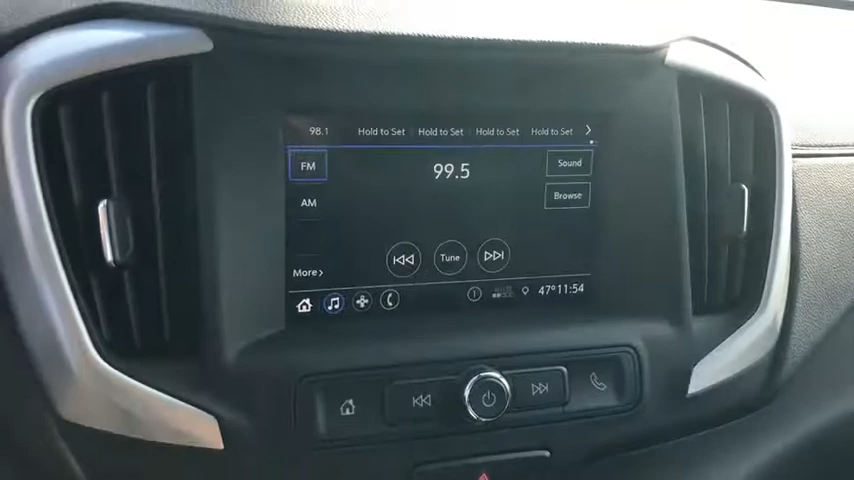 98.1 Hold to Set Hold to Set Hold to Set Hold to Set
FM 99.5 Sound
AM Browse
Tune
More
1 47° 11:54